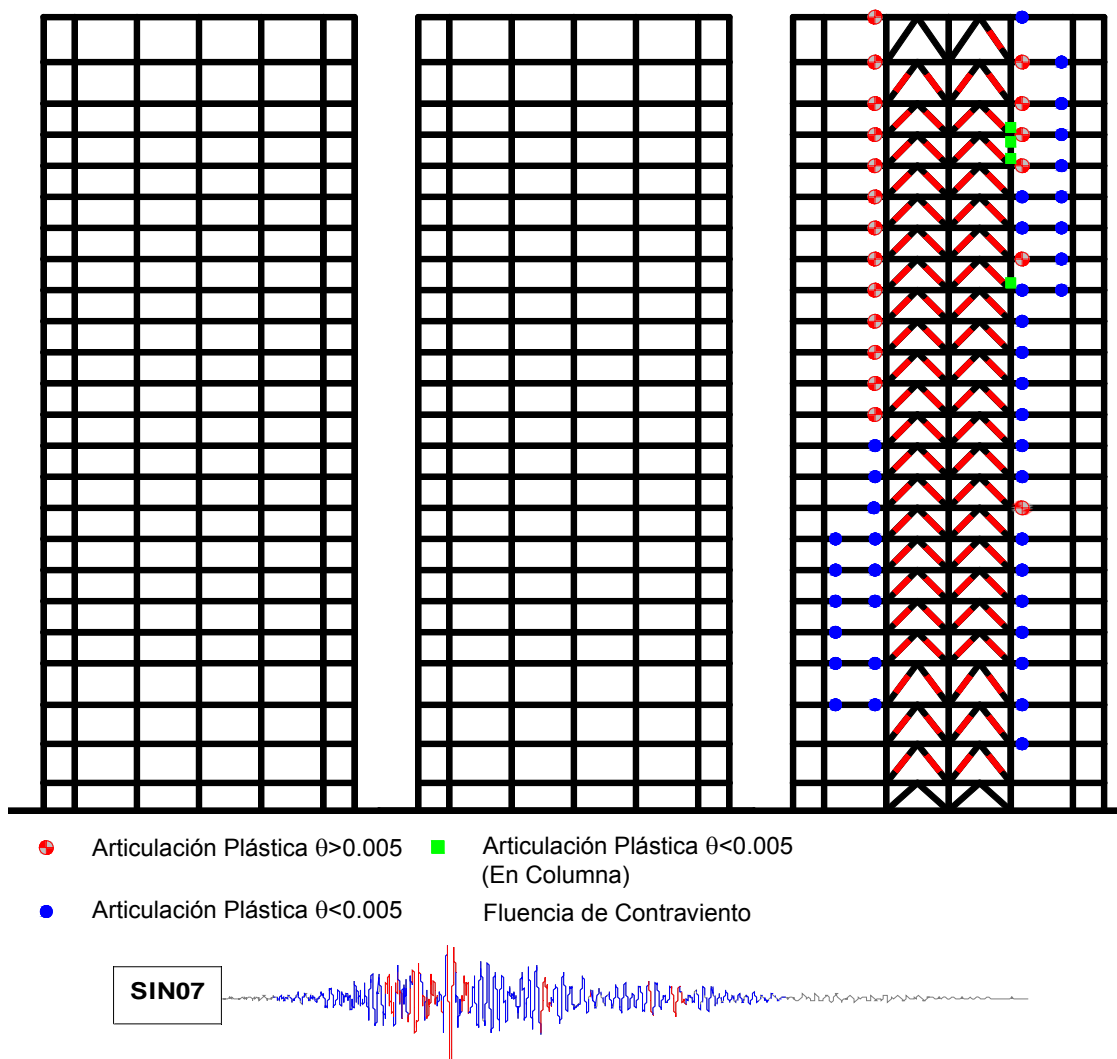 Articulación Plástica θ>0.005
Articulación Plástica θ<0.005
(En Columna)
Articulación Plástica θ<0.005
Fluencia de Contraviento
SIN07